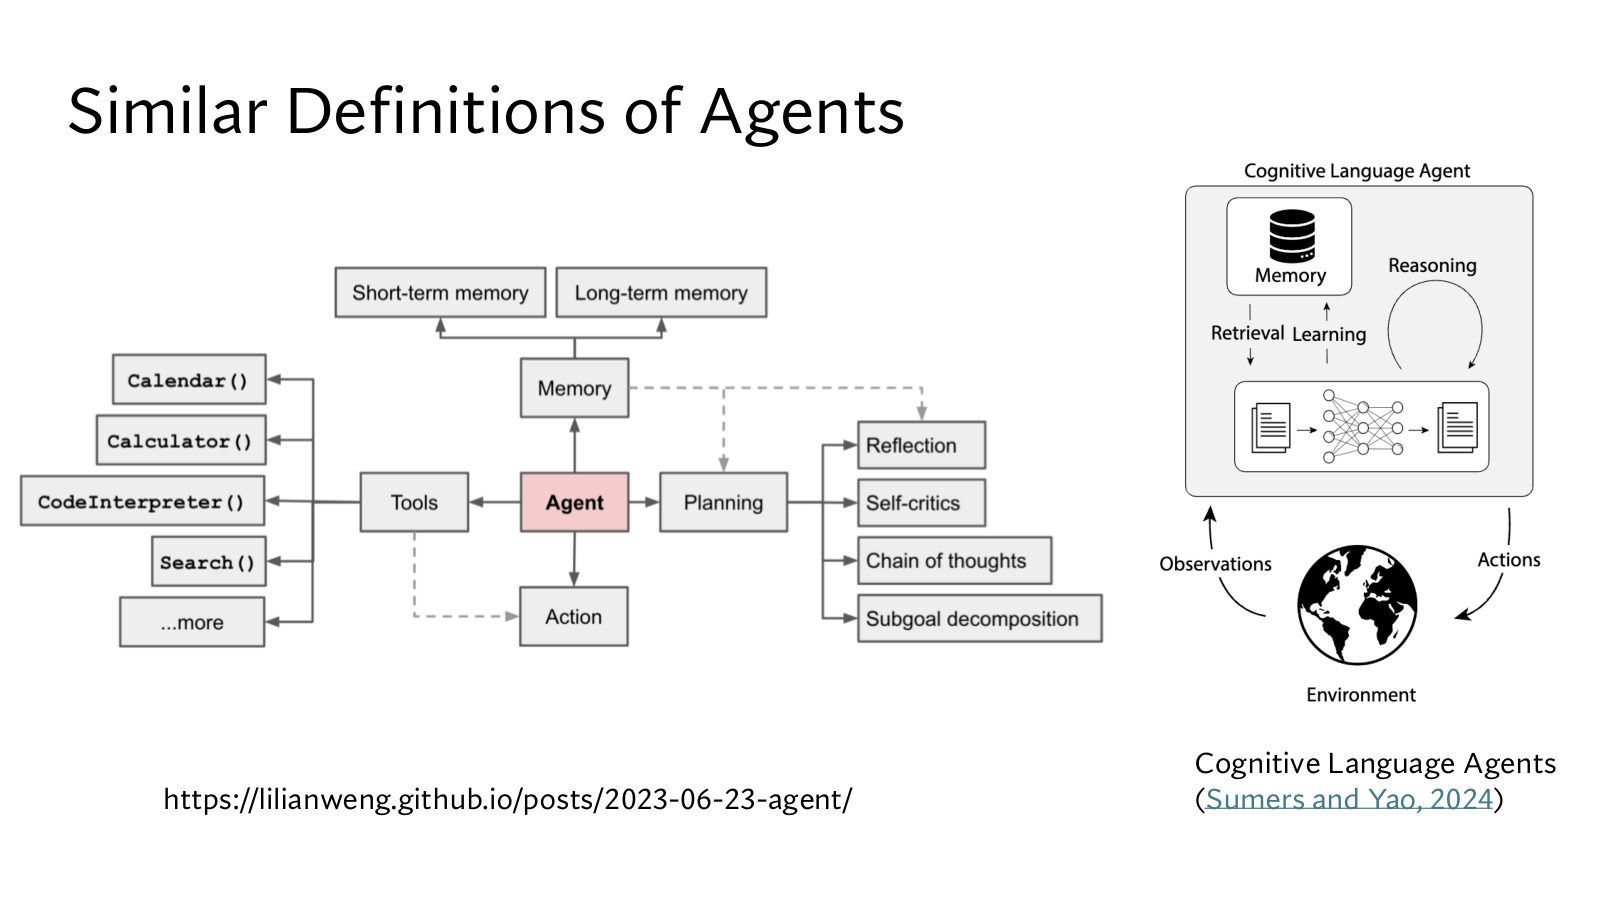 Similar Definitions of Agents
Short-term memory
Long-term memory
Calendar()
Memory
Calculator()
Reflection
CodeInterpreter()
Tools
Agent
Planning
Self-critics
Search()
Chain of thoughts
...more
Action
Subgoal decomposition
https://lilianweng.github.io/posts/2023-06-23-agent/
Cognitive Language Agent
Memory
Reasoning
Retrieval
Learning
Observations
Actions
Environment
Cognitive Language Agents
(Sumers and Yao, 2024)